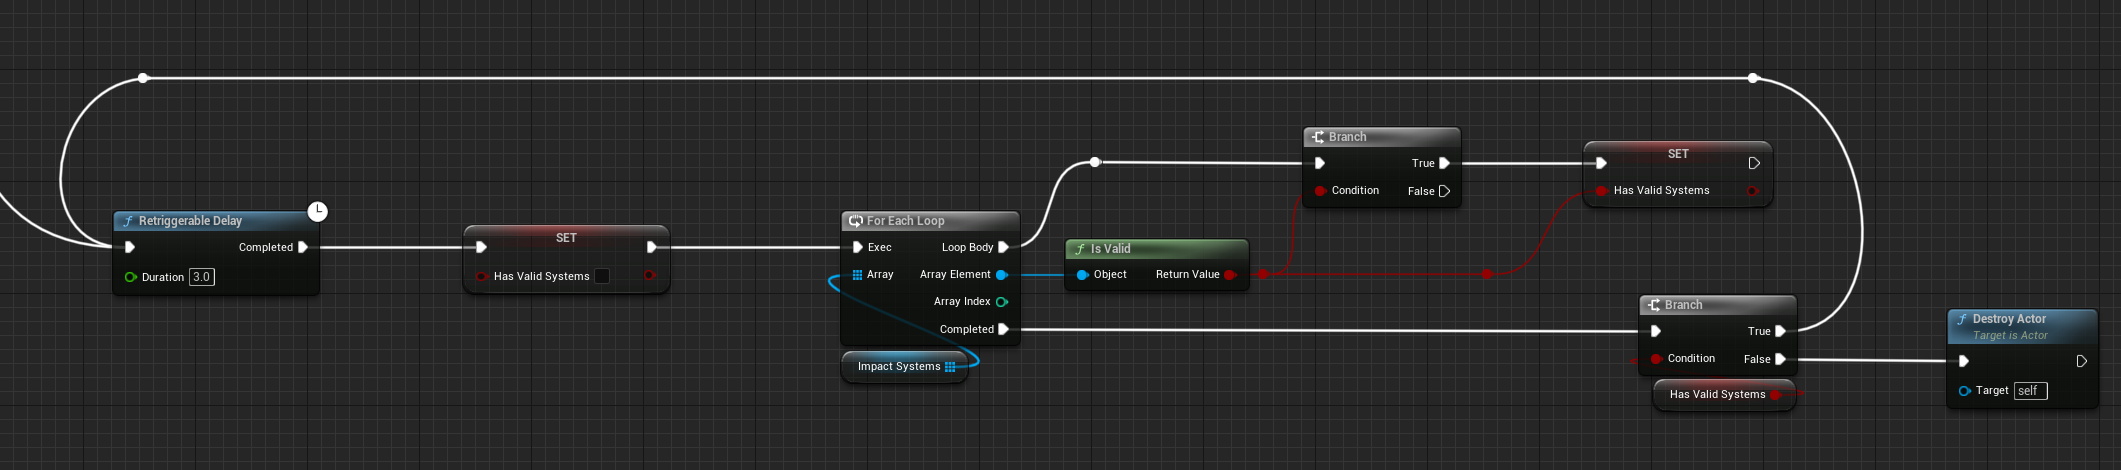 Retriggerable Delay
Completed
Duration 3.0
SET
Has Valid Systems
For Each Loop
Exec Loop Body
Array Array Element
Array Index
Completed
Impact Systems
Is Valid
Object Return Value
Branch
True
Condition False
SET
Has Valid Systems
Branch
True
Condition False
Has Valid Systems
Destroy Actor
Target is Actor
Target self